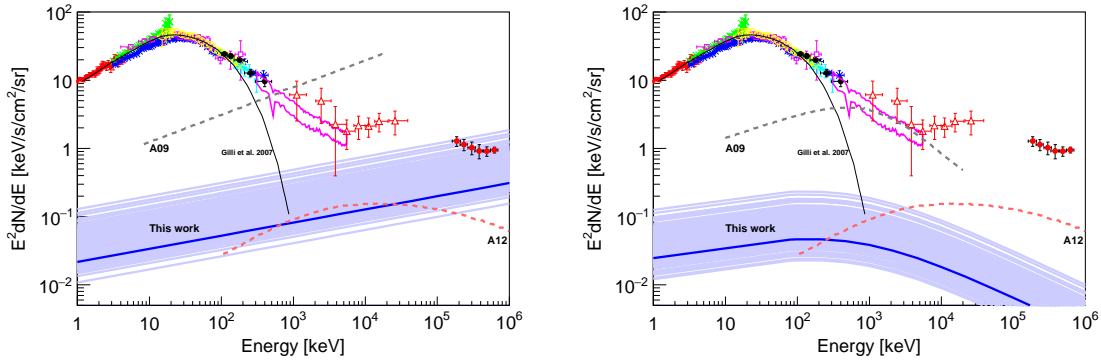 E²dN/dE [keV/s/cm²/sr]
10²
10
1
10⁻¹
10⁻²
A09
Gilli et al. 2007
This work
A12
1 10 10² 10³ 10⁴ 10⁵ 10⁶
Energy [keV]
E²dN/dE [keV/s/cm²/sr]
10²
10
1
10⁻¹
10⁻²
A09
Gilli et al. 2007
This work
A12
1 10 10² 10³ 10⁴ 10⁵ 10⁶
Energy [keV]